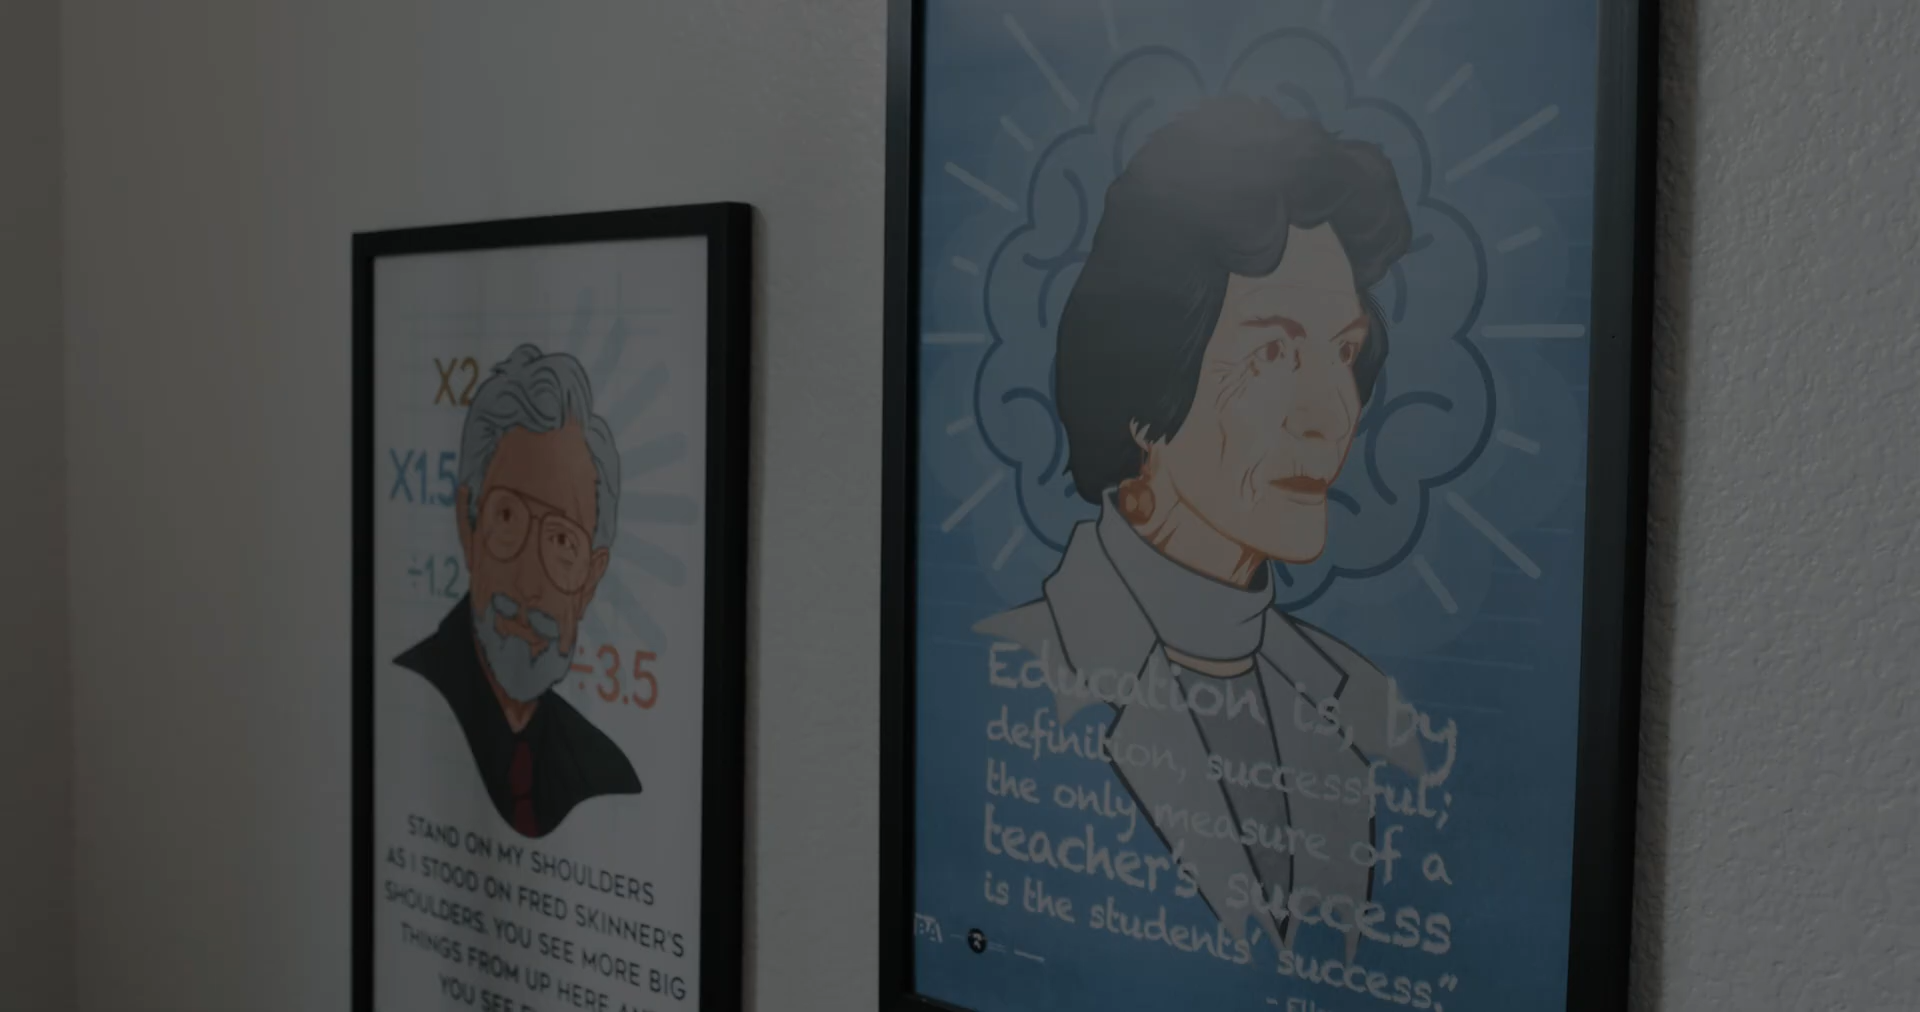 X2
X1.5
÷1.2
÷3.5
STAND ON MY SHOULDERS
AS I STOOD ON FRED SKINNER'S
SHOULDERS. YOU SEE MORE BIG
THINGS FROM UP HERE
YOU SEE
Education is, by
definition, successful;
the only measure of a
teacher's success
is the students' success."
BA